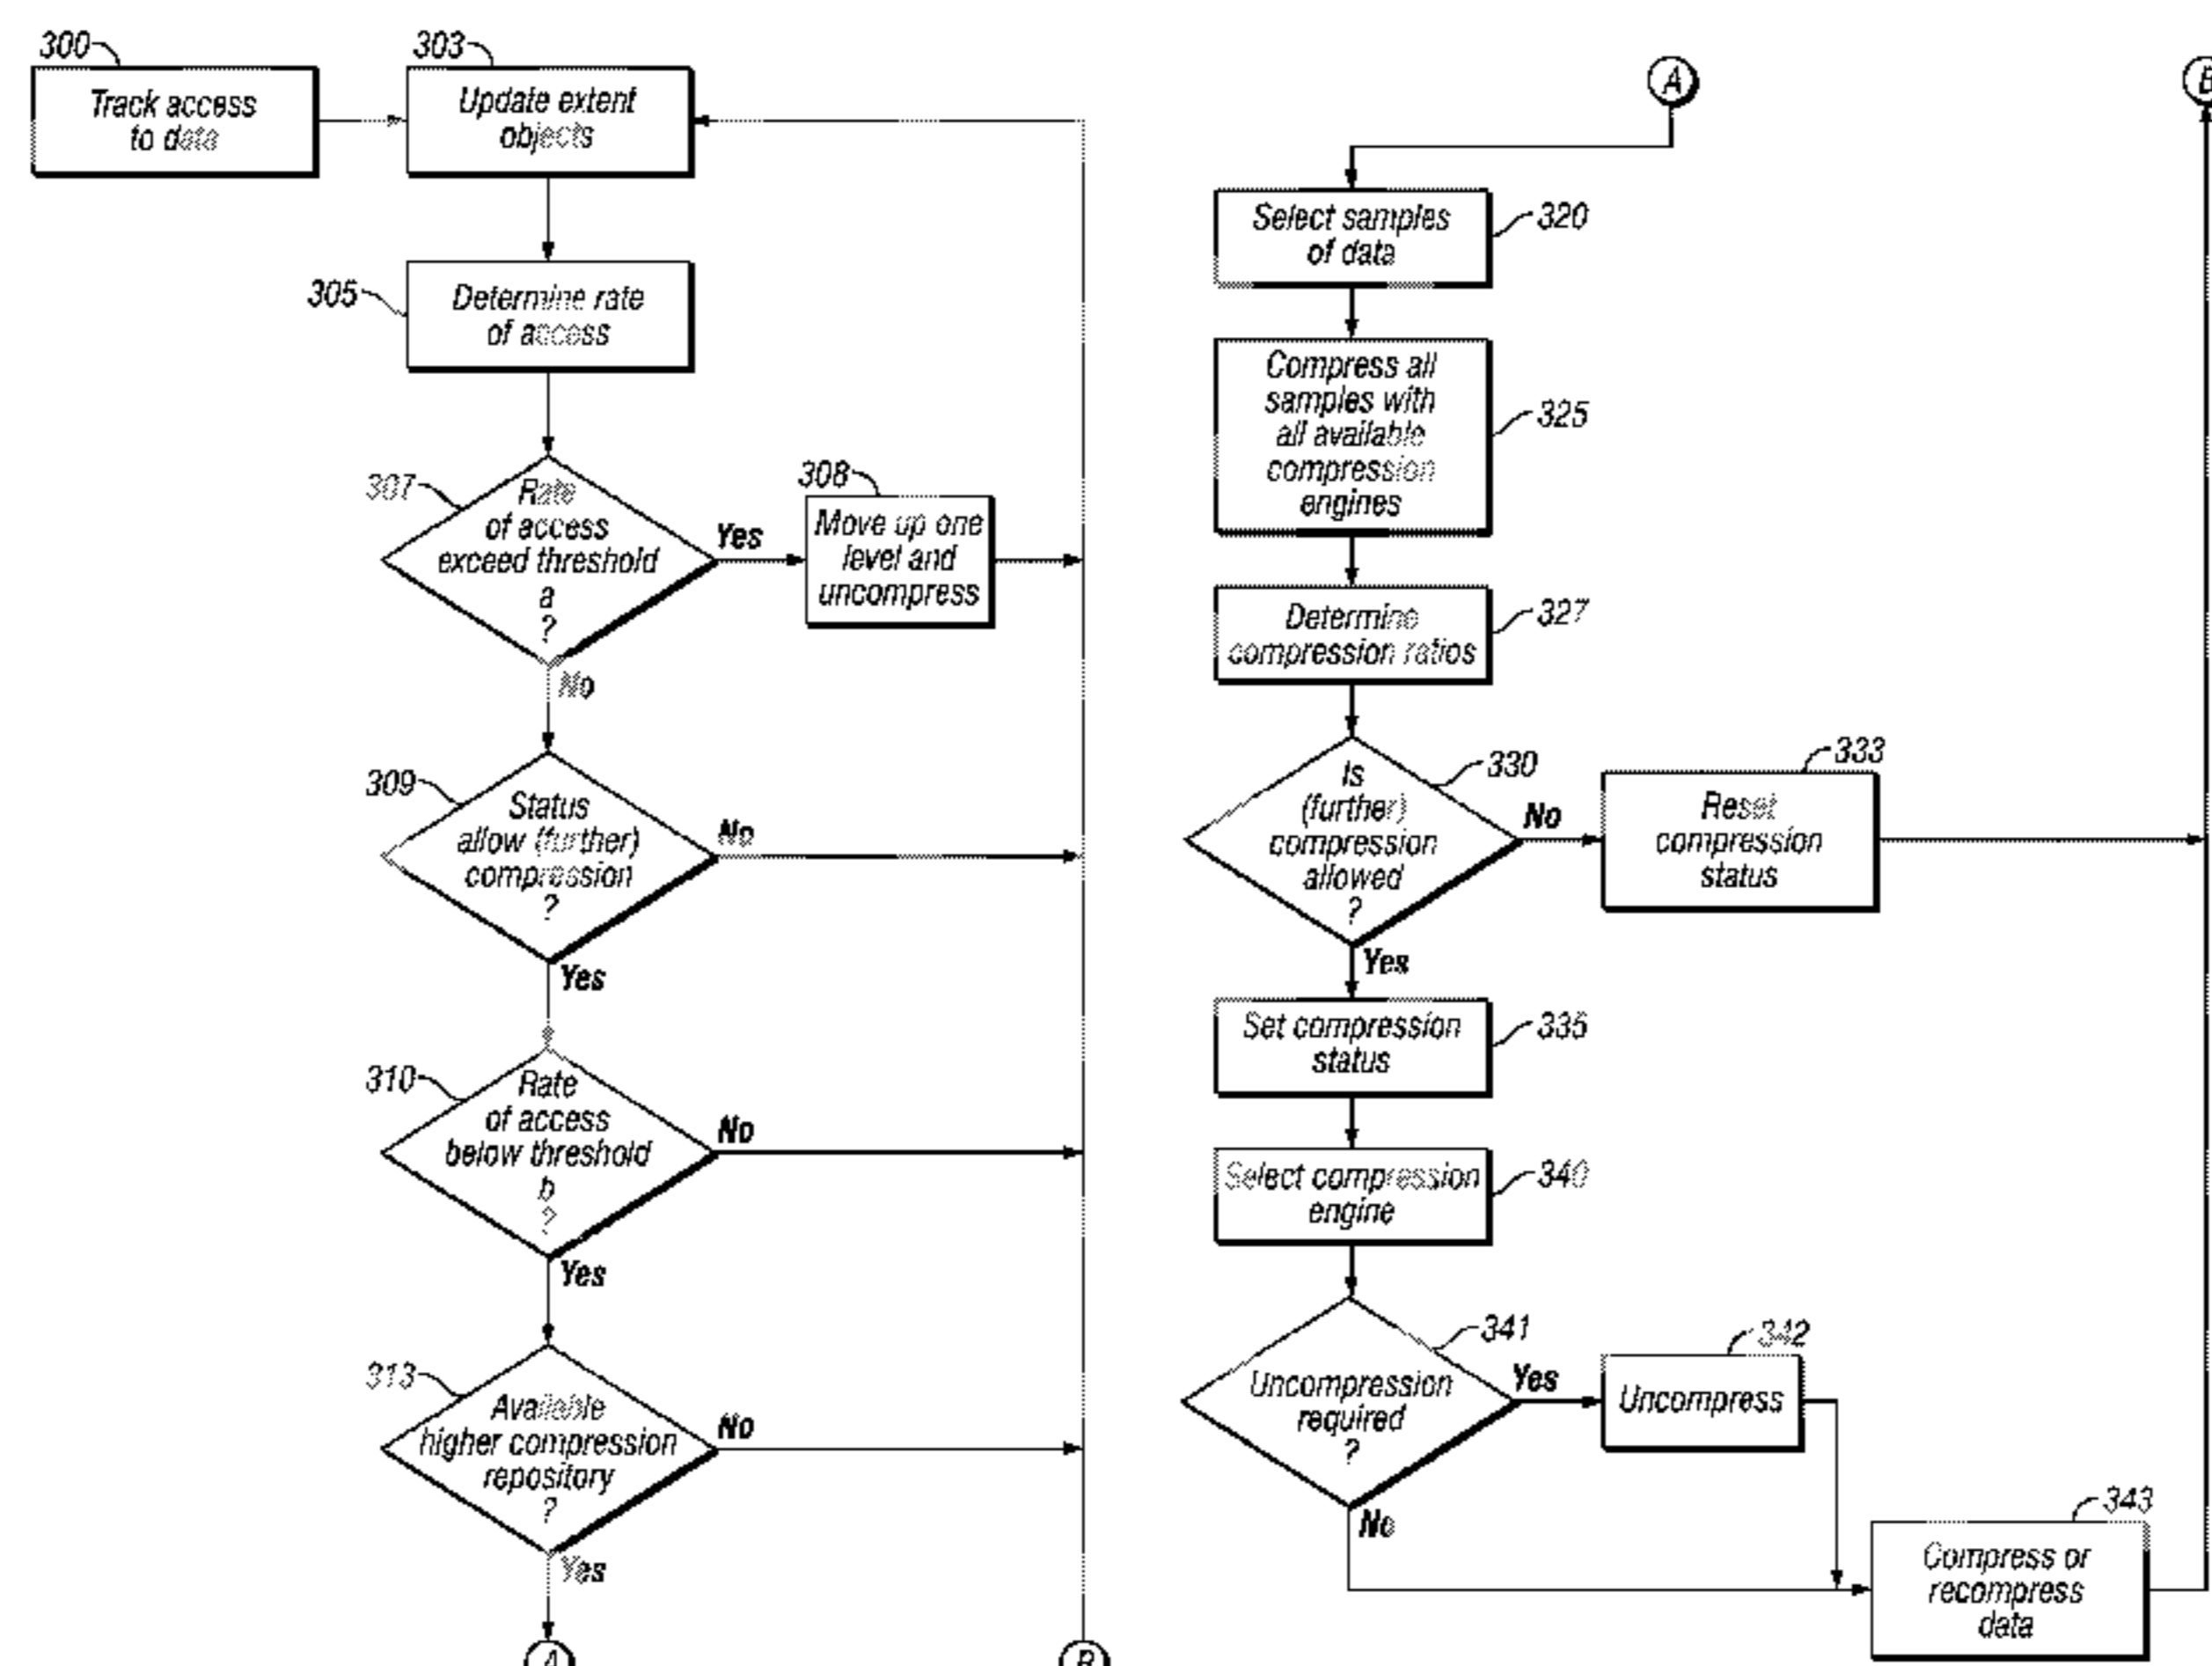 300
Track access
to data
303
Update extent
objects
305
Determine rate
of access
307
Rate
of access
exceed threshold
a
?
Yes
308
Move up one
level and
uncompress
No
309
Status
allow (further)
compression
?
No
Yes
310
Rate
of access
below threshold
b
?
No
Yes
313
Available
higher compression
repository
?
No
Yes
A
B
A
B
Select samples
of data
320
Compress all
samples with
all available
compression
engines
325
Determine
compression ratios
327
Is
(further)
compression
allowed
?
330
No
333
Reset
compression
status
Yes
Set compression
status
335
Select compression
engine
340
341
Uncompression
required
?
Yes
342
Uncompress
No
343
Compress or
recompress
data